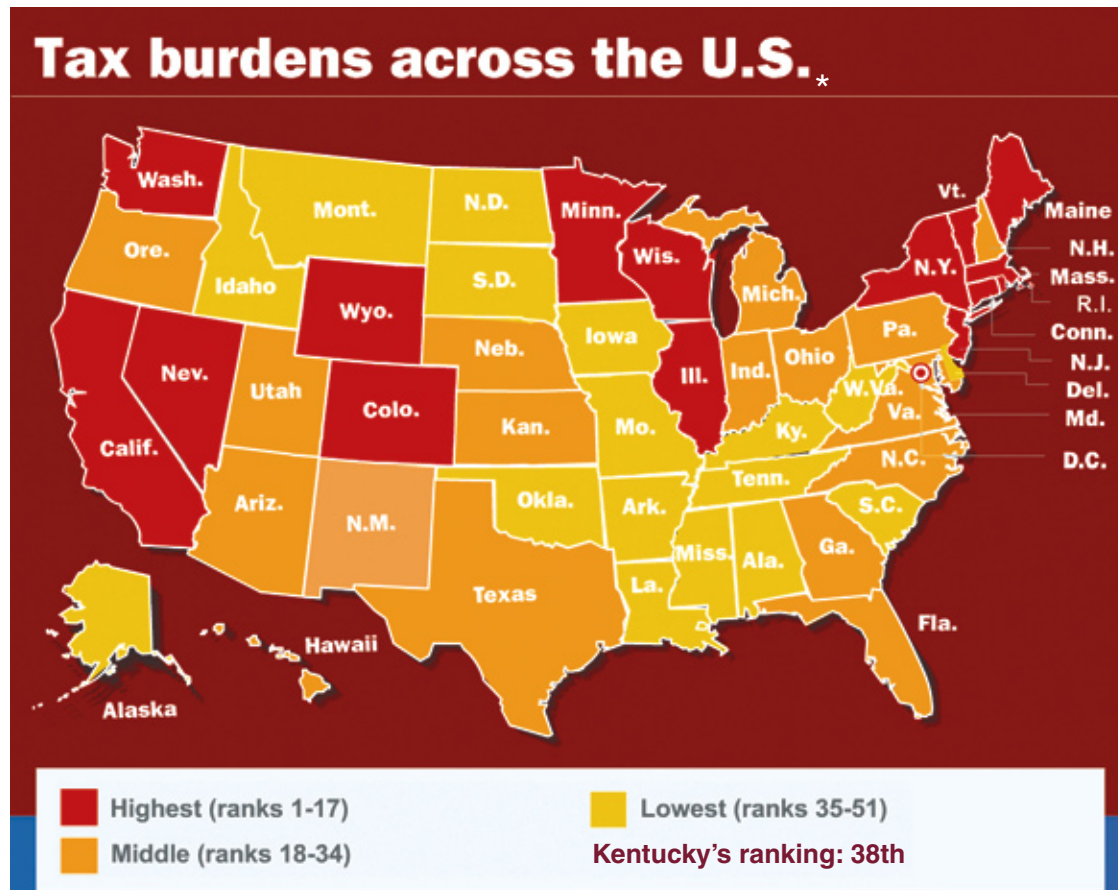 Tax burdens across the U.S.*
Wash.
Mont.
N.D.
Minn.
Vt.
Maine
Ore.
Idaho
S.D.
Wis.
N.Y.
N.H.
Mass.
Wyo.
Mich.
R.I.
Iowa
Pa.
Conn.
Nev.
Neb.
Ill.
Ind.
Ohio
N.J.
Utah
Colo.
W.Va.
Del.
Calif.
Kan.
Mo.
Ky.
Va.
Md.
N.C.
D.C.
Ariz.
N.M.
Okla.
Ark.
Tenn.
S.C.
Texas
La.
Miss.
Ala.
Ga.
Fla.
Hawaii
Alaska
Highest (ranks 1-17)
Lowest (ranks 35-51)
Middle (ranks 18-34)
Kentucky's ranking: 38th